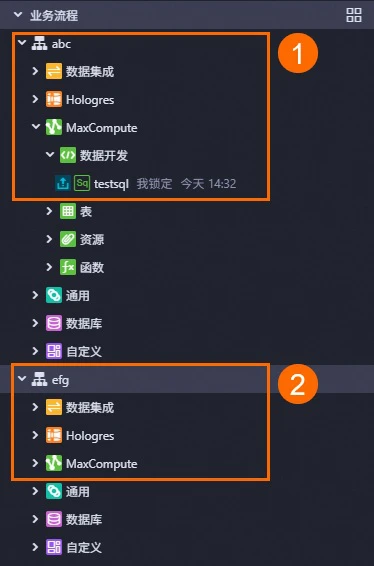 业务流程
abc
1
数据集成
Hologres
MaxCompute
数据开发
Sq testsql 我锁定 今天 14:32
表
资源
fx 函数
通用
数据库
自定义
efg
2
数据集成
Hologres
MaxCompute
通用
数据库
自定义